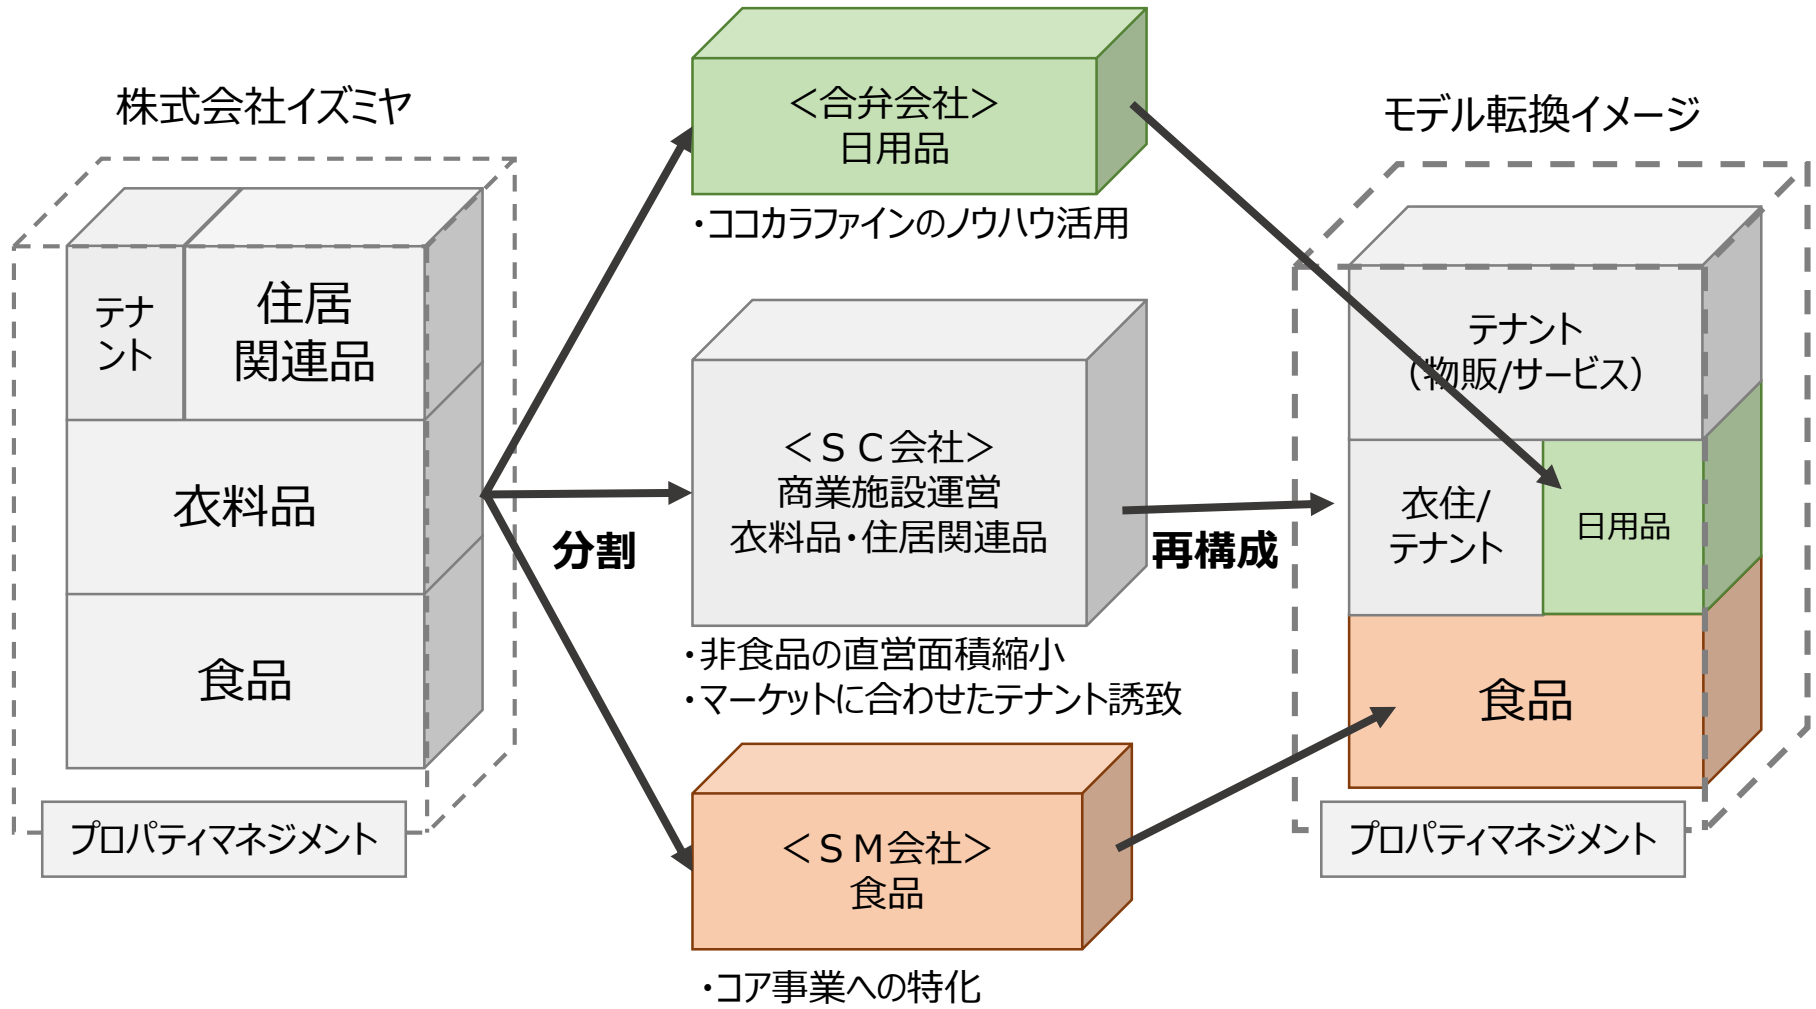 株式会社イズミヤ
テナ
ント
住居
関連品
衣料品
食品
プロパティマネジメント
分割
＜合弁会社＞
日用品
・ココカラファインのノウハウ活用
＜ＳＣ会社＞
商業施設運営
衣料品・住居関連品
・非食品の直営面積縮小
・マーケットに合わせたテナント誘致
＜ＳＭ会社＞
食品
・コア事業への特化
再構成
モデル転換イメージ
テナント
（物販/サービス）
衣住/
テナント
日用品
食品
プロパティマネジメント